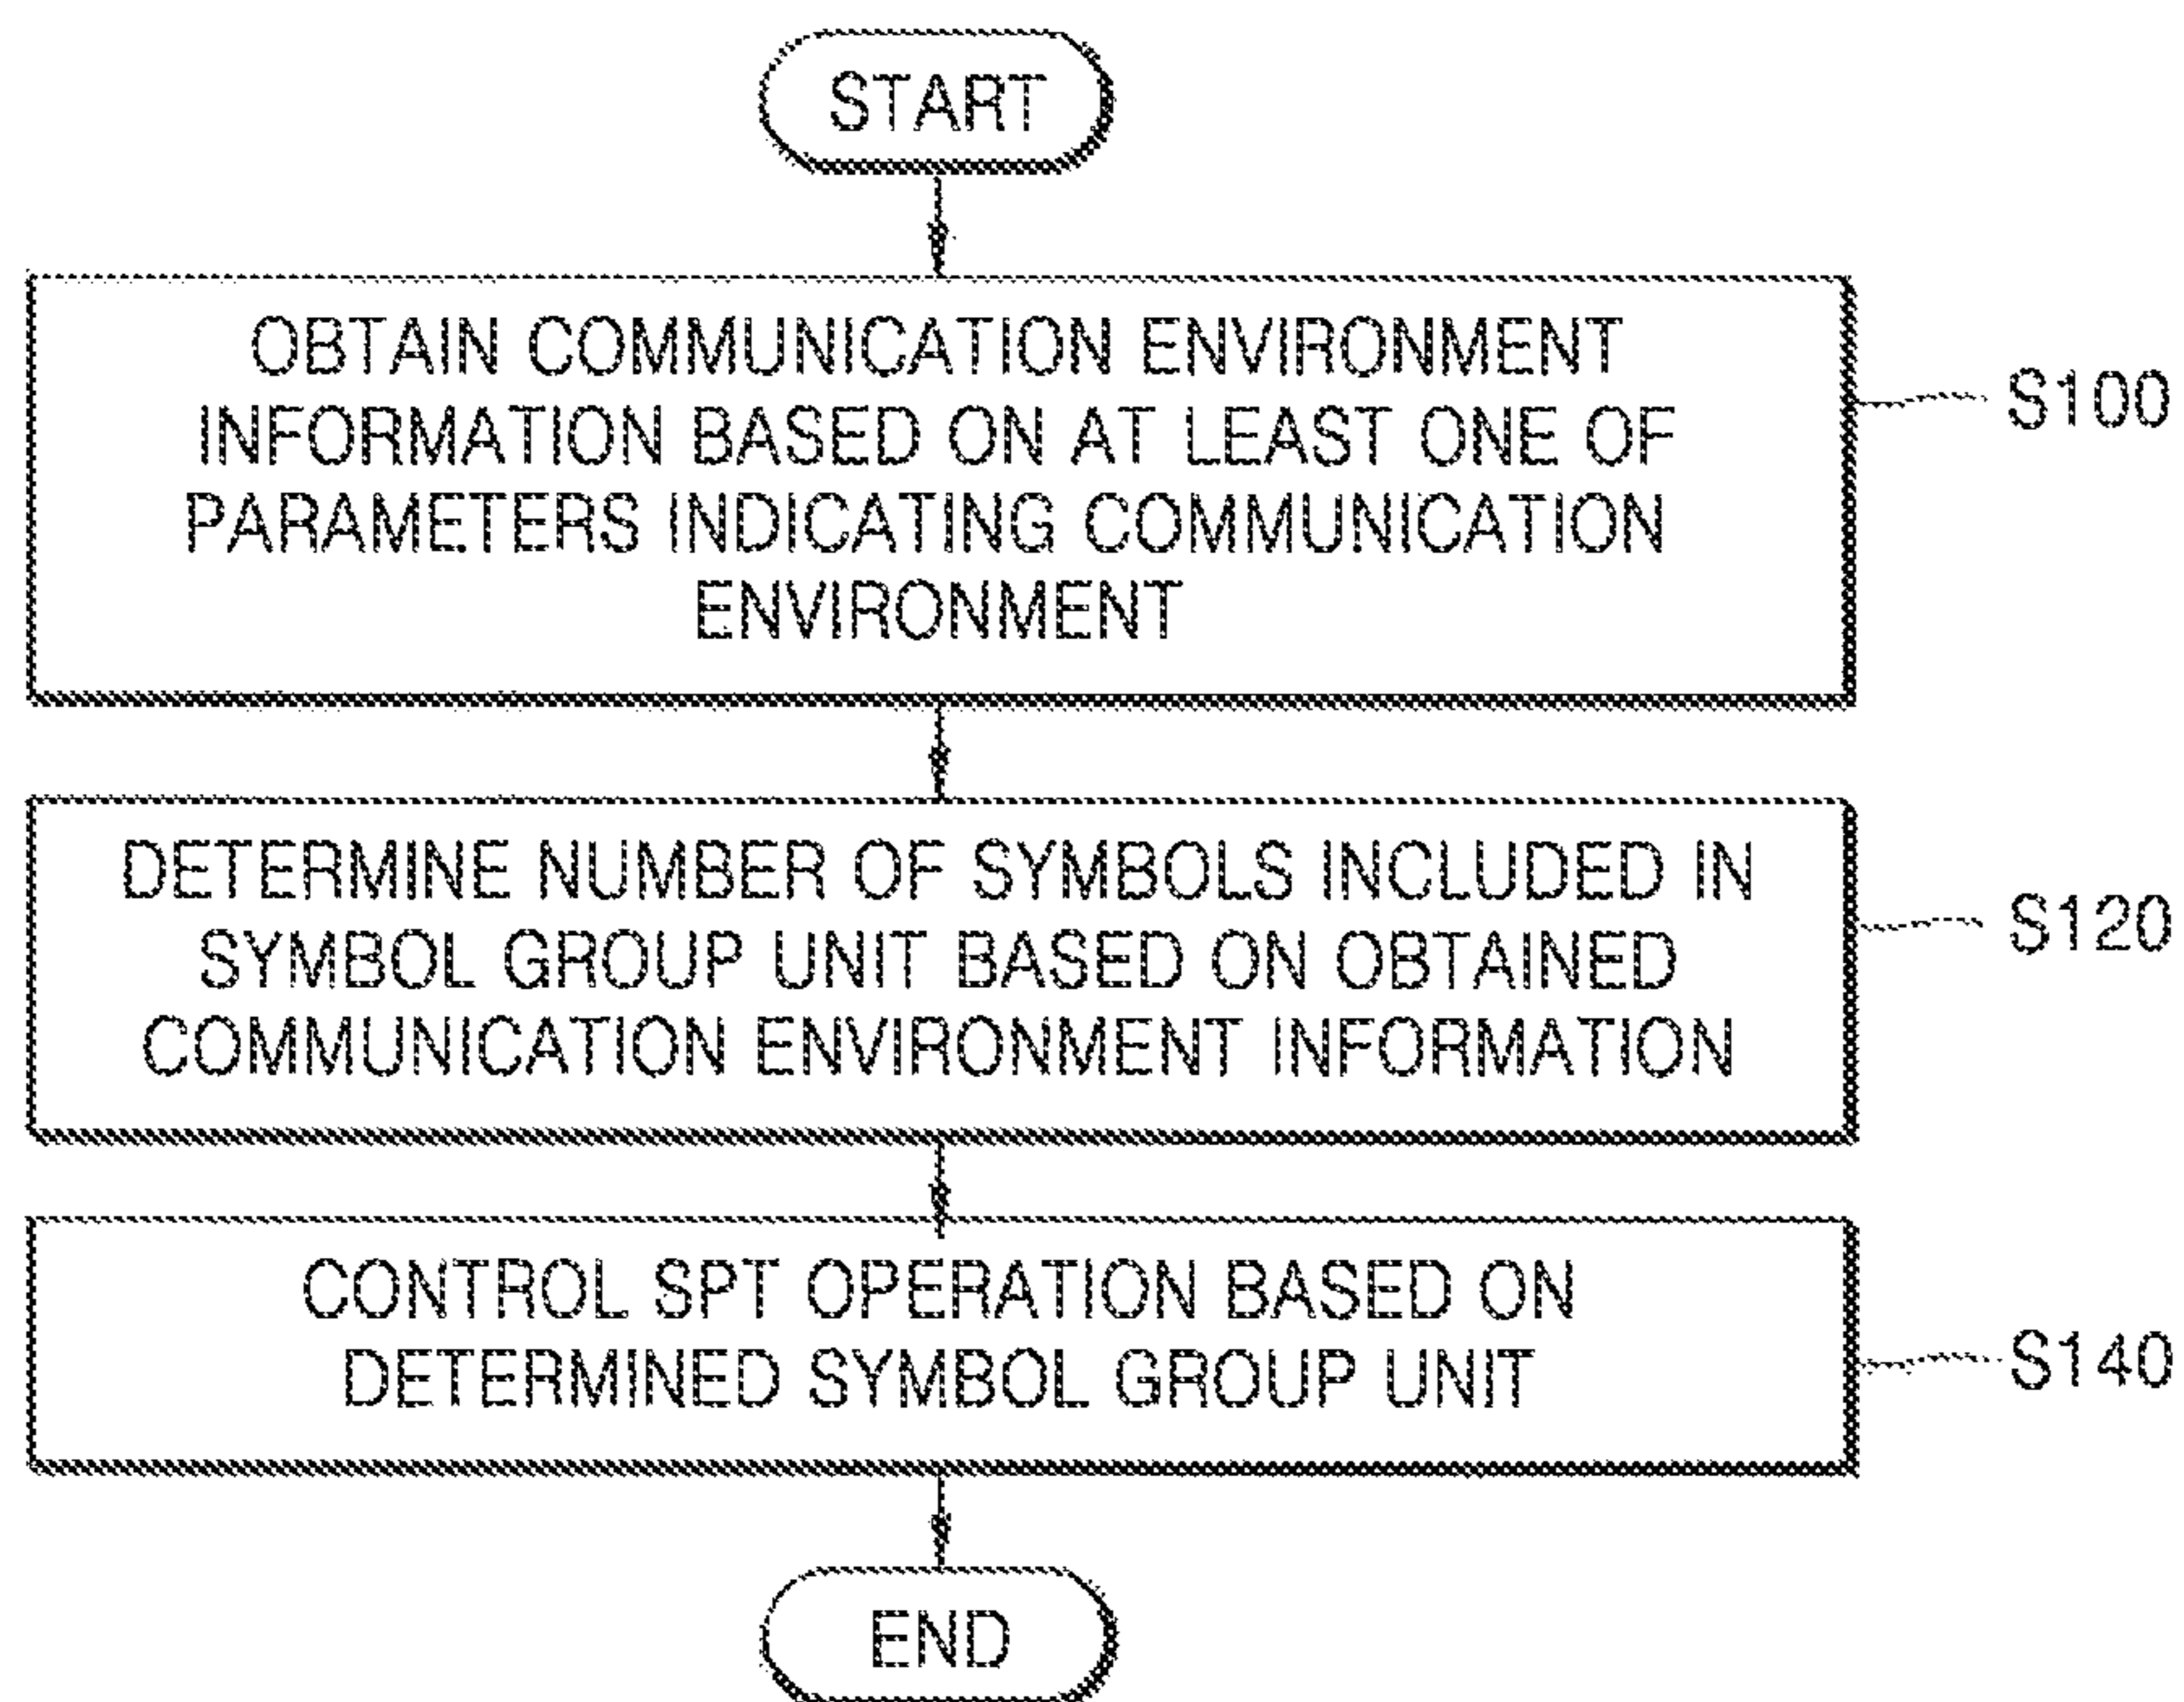 START
OBTAIN COMMUNICATION ENVIRONMENT
INFORMATION BASED ON AT LEAST ONE OF
PARAMETERS INDICATING COMMUNICATION
ENVIRONMENT
S100
DETERMINE NUMBER OF SYMBOLS INCLUDED IN
SYMBOL GROUP UNIT BASED ON OBTAINED
COMMUNICATION ENVIRONMENT INFORMATION
S120
CONTROL SPT OPERATION BASED ON
DETERMINED SYMBOL GROUP UNIT
S140
END